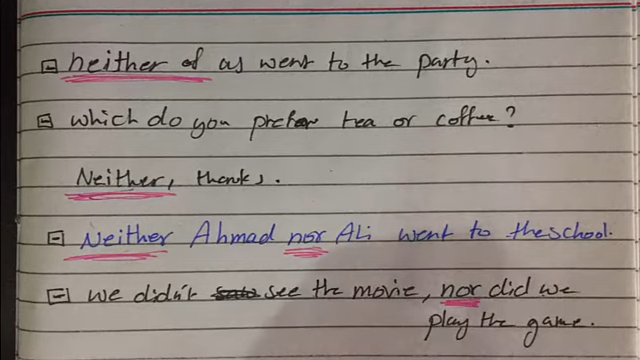 neither of us went to the party.
which do you prefer tea or coffee?
Neither, thanks.
Neither Ahmad nor Ali went to the school.
we didn't see the movie, nor did we
play the game.